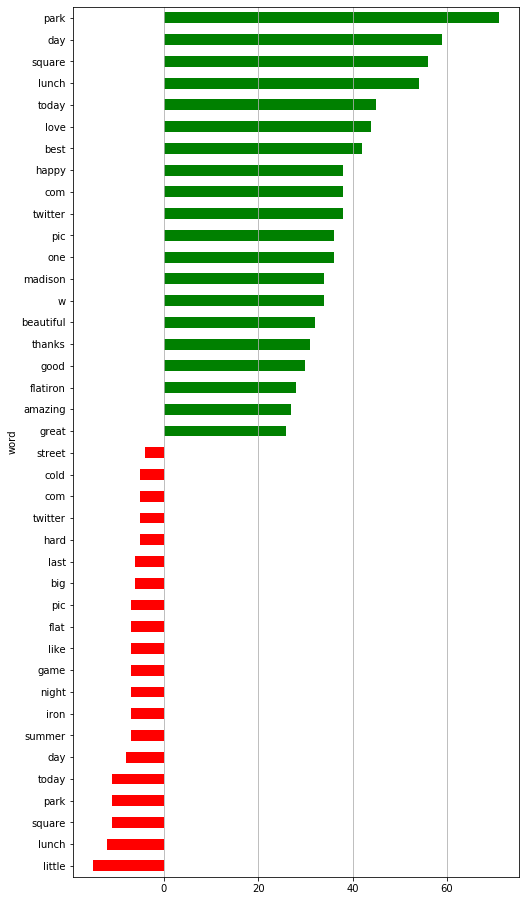 park
day
square
lunch
today
love
best
happy
com
twitter
pic
one
madison
w
beautiful
thanks
good
flatiron
amazing
great
word
street
cold
com
twitter
hard
last
big
pic
flat
like
game
night
iron
summer
day
today
park
square
lunch
little
0 20 40 60